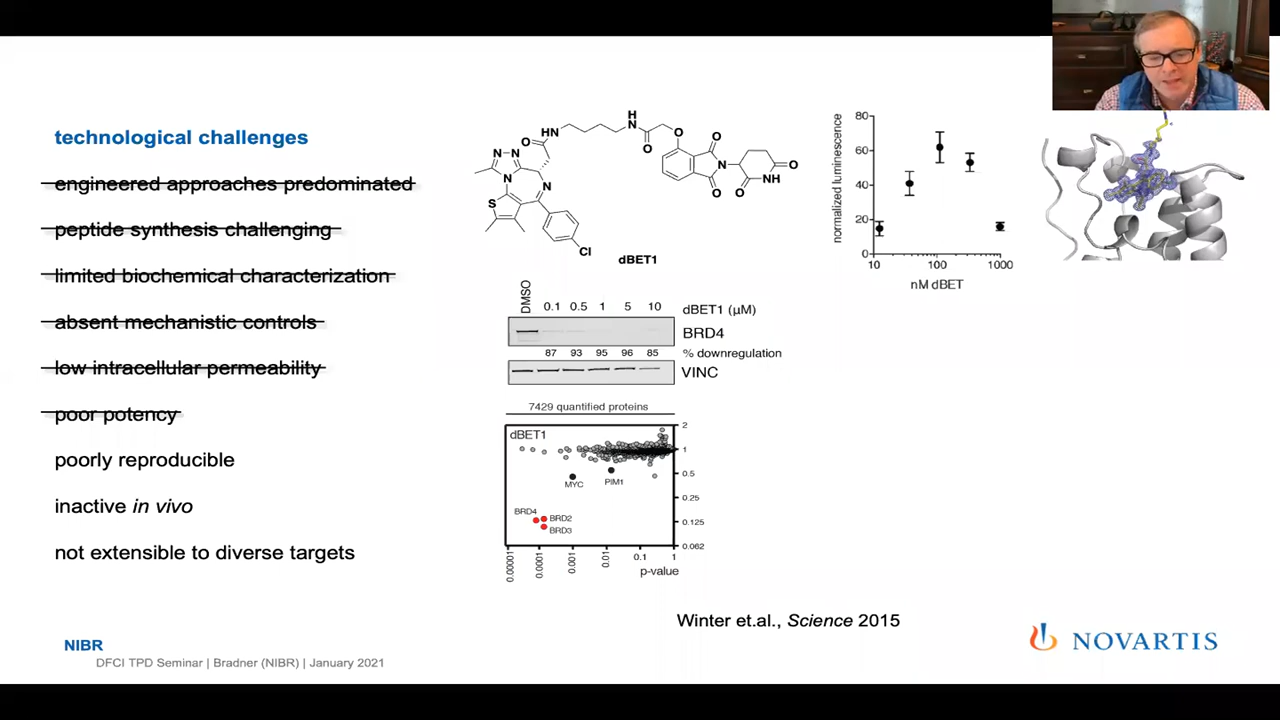 technological challenges
engineered approaches predominated
peptide synthesis challenging
limited biochemical characterization
absent mechanistic controls
low intracellular permeability
poor potency
poorly reproducible
inactive in vivo
not extensible to diverse targets
H
N
O
HN
O
O
O
N
O
O
NH
O
N N
N
N
S
Cl
dBET1
normalized luminescence
80
60
40
20
0
10 100 1000
nM dBET
DMSO
0.1 0.5 1 5 10 dBET1 (µM)
BRD4
87 93 95 96 85 % downregulation
VINC
7429 quantified proteins
dBET1
2
1
0.5
0.25
0.125
0.062
MYC
PIM1
BRD4
BRD2
BRD3
0.00001 0.0001 0.001 0.01 0.1 1
p-value
Winter et.al., Science 2015
NIBR
DFCI TPD Seminar | Bradner (NIBR) | January 2021
NOVARTIS